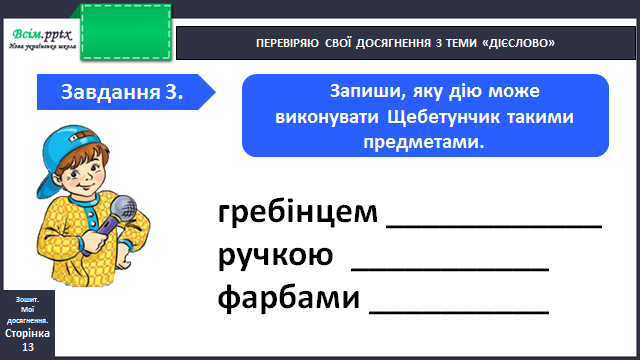 Всім.pptx
Нова українська школа
ПЕРЕВІРЯЮ СВОЇ ДОСЯГНЕННЯ З ТЕМИ «ДІЄСЛОВО»
Завдання 3.
Запиши, яку дію може
виконувати Щебетунчик такими
предметами.
гребінцем ____________
ручкою ___________
фарбами __________
Зошит.
Мої
досягнення.
Сторінка
13